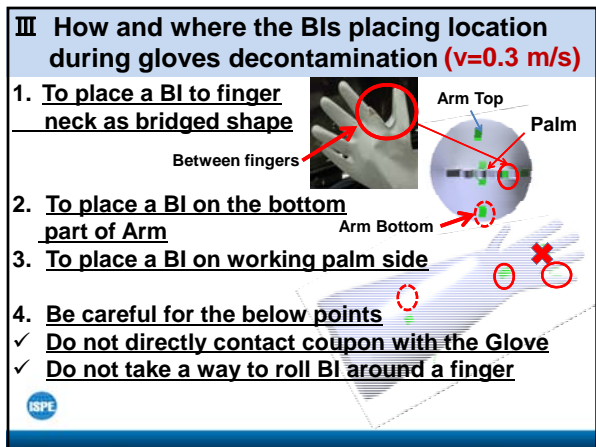 Ⅲ How and where the BIs placing location
during gloves decontamination (v=0.3 m/s)
1. To place a BI to finger
neck as bridged shape
Between fingers
Arm Top
Palm
2. To place a BI on the bottom
part of Arm
Arm Bottom
3. To place a BI on working palm side
4. Be careful for the below points
✓ Do not directly contact coupon with the Glove
✓ Do not take a way to roll BI around a finger
ISPE